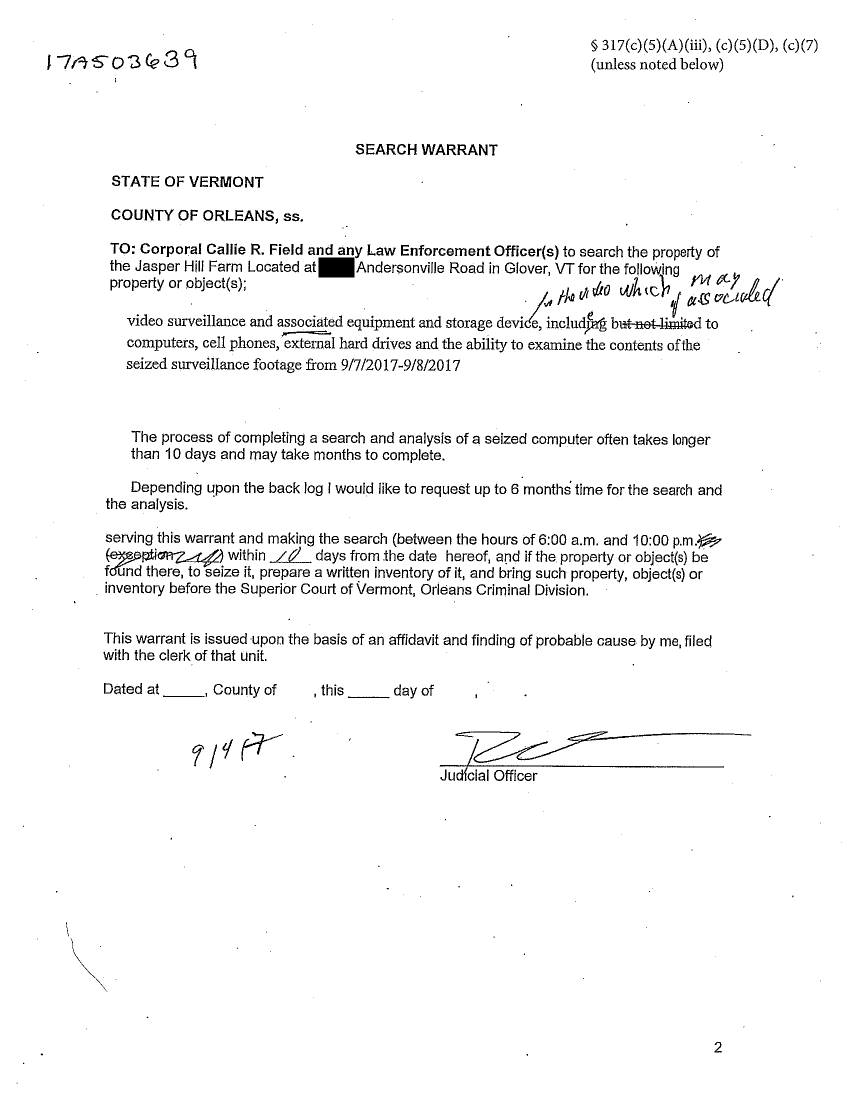 17A503639
§ 317(c)(5)(A)(iii), (c)(5)(D), (c)(7)
(unless noted below)
SEARCH WARRANT
STATE OF VERMONT
COUNTY OF ORLEANS, ss.
TO: Corporal Callie R. Field and any Law Enforcement Officer(s) to search the property of
the Jasper Hill Farm Located at Andersonville Road in Glover, VT for the following
property or object(s);
for the video which may
if associated
video surveillance and associated equipment and storage device, including but not limited to
computers, cell phones, external hard drives and the ability to examine the contents of the
seized surveillance footage from 9/7/2017-9/8/2017
The process of completing a search and analysis of a seized computer often takes longer
than 10 days and may take months to complete.
Depending upon the back log I would like to request up to 6 months time for the search and
the analysis.
serving this warrant and making the search (between the hours of 6:00 a.m. and 10:00 p.m.
(exception) within 10 days from the date hereof, and if the property or object(s) be
found there, to seize it, prepare a written inventory of it, and bring such property, object(s) or
inventory before the Superior Court of Vermont, Orleans Criminal Division.
This warrant is issued upon the basis of an affidavit and finding of probable cause by me, filed
with the clerk of that unit.
Dated at _____, County of , this _____ day of , .
Judicial Officer
2